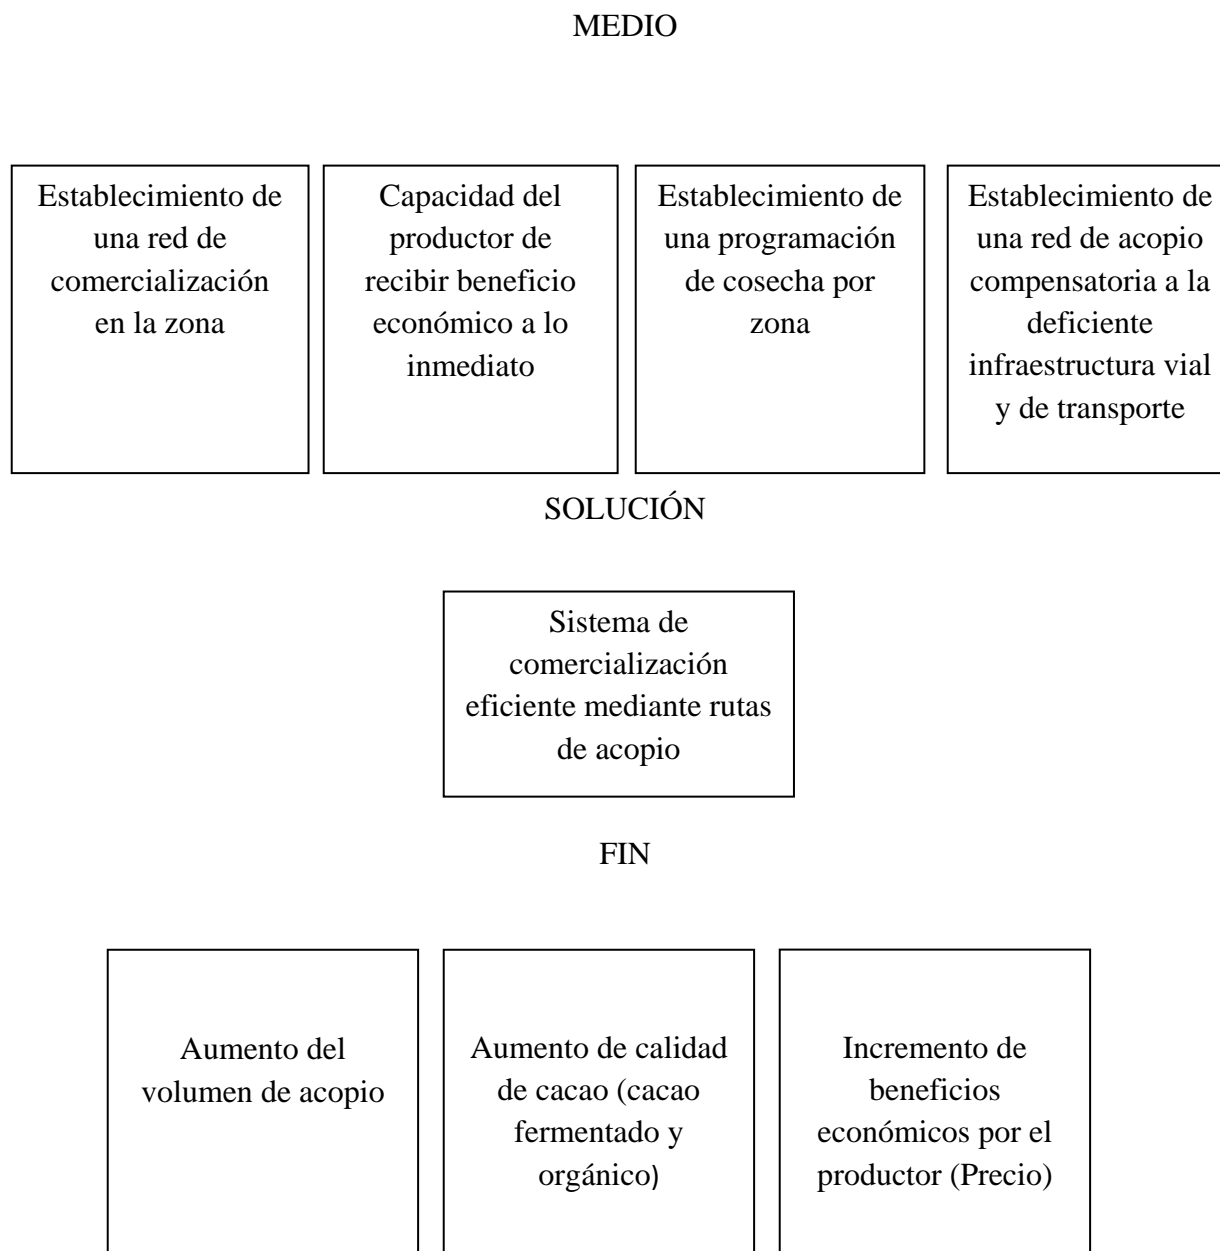 MEDIO
Establecimiento de
una red de
comercialización
en la zona
Capacidad del
productor de
recibir beneficio
económico a lo
inmediato
Establecimiento de
una programación
de cosecha por
zona
Establecimiento de
una red de acopio
compensatoria a la
deficiente
infraestructura vial
y de transporte
SOLUCIÓN
Sistema de
comercialización
eficiente mediante rutas
de acopio
FIN
Aumento del
volumen de acopio
Aumento de calidad
de cacao (cacao
fermentado y
orgánico)
Incremento de
beneficios
económicos por el
productor (Precio)